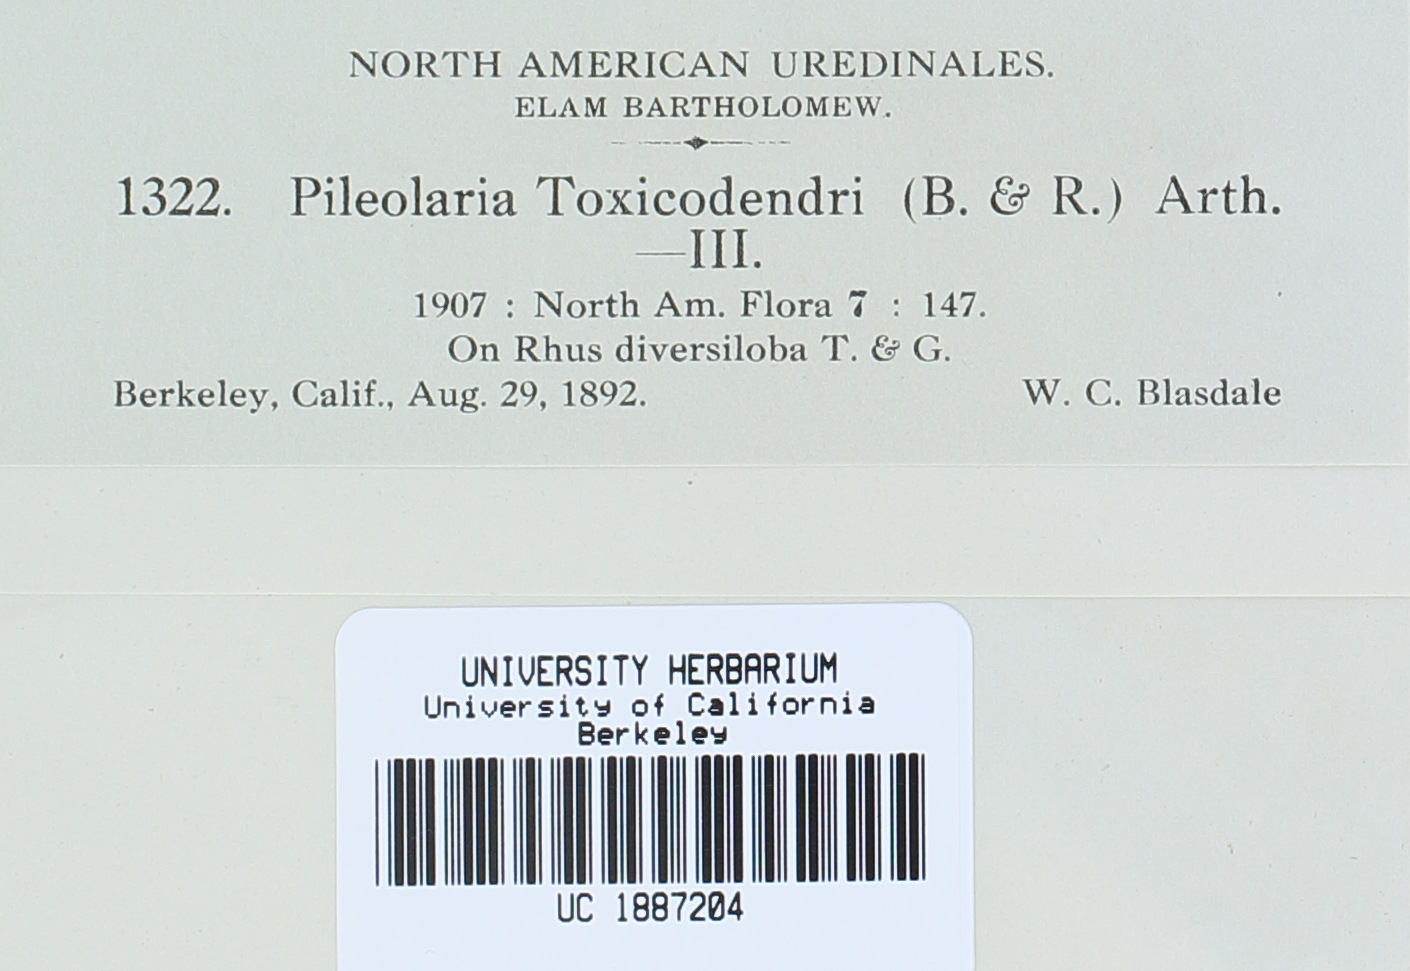 NORTH AMERICAN UREDINALES.
ELAM BARTHOLOMEW.
1322. Pileolaria Toxicodendri (B. & R.) Arth.
—III.
1907 : North Am. Flora 7 : 147.
On Rhus diversiloba T. & G.
Berkeley, Calif., Aug. 29, 1892. W. C. Blasdale
UNIVERSITY HERBARIUM
University of California
Berkeley
UC 1887204